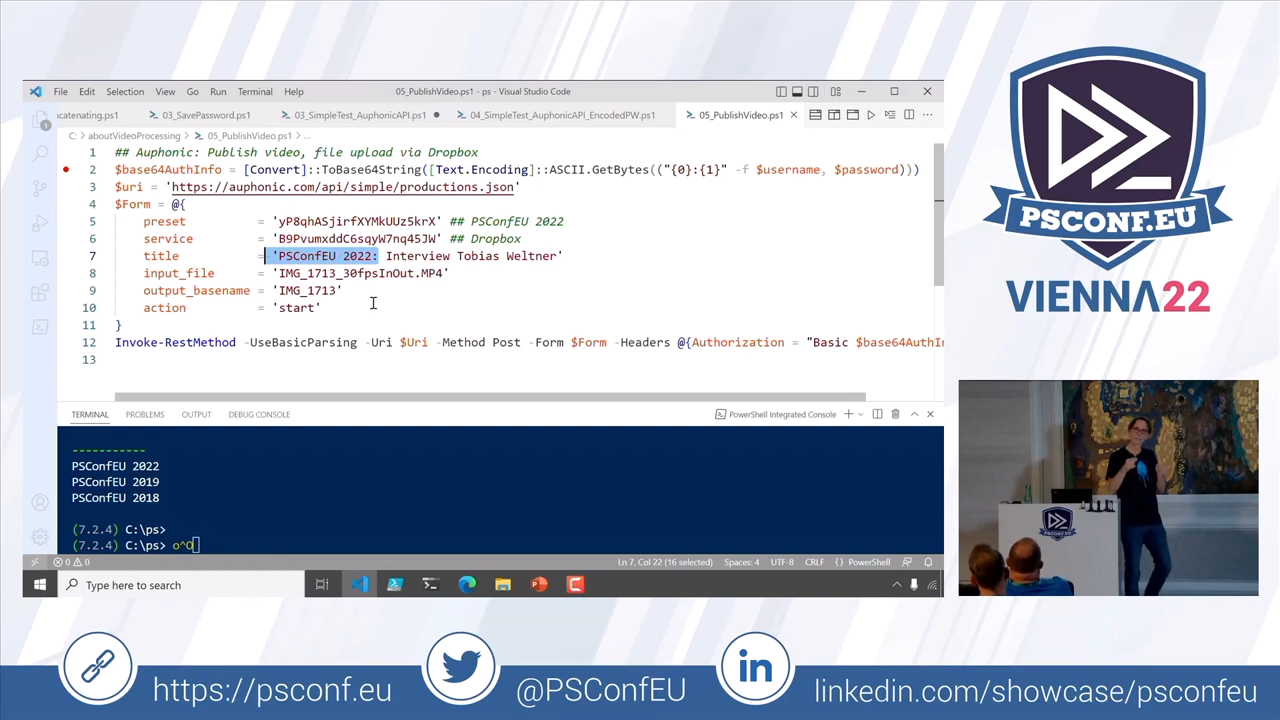 File Edit Selection View Go Run Terminal Help 05_PublishVideo.ps1 - ps - Visual Studio Code
catenating.ps1 03_SavePassword.ps1 03_SimpleTest_AuphonicAPI.ps1 04_SimpleTest_AuphonicAPI_EncodedPW.ps1 05_PublishVideo.ps1
C: > aboutVideoProcessing > 05_PublishVideo.ps1 > ...
1 ## Auphonic: Publish video, file upload via Dropbox
2 $base64AuthInfo = [Convert]::ToBase64String([Text.Encoding]::ASCII.GetBytes(("{0}:{1}" -f $username, $password)))
3 $uri = 'https://auphonic.com/api/simple/productions.json'
4 $Form = @{
5 preset = 'yP8qhASjirfXYMkUUz5krX' ## PSConfEU 2022
6 service = 'B9PvumxddC6sqyW7nq45JW' ## Dropbox
7 title = 'PSConfEU 2022: Interview Tobias Weltner'
8 input_file = 'IMG_1713_30fpsInOut.MP4'
9 output_basename = 'IMG_1713'
10 action = 'start'
11 }
12 Invoke-RestMethod -UseBasicParsing -Uri $Uri -Method Post -Form $Form -Headers @{Authorization = "Basic $base64AuthIn
13
TERMINAL PROBLEMS OUTPUT DEBUG CONSOLE PowerShell Integrated Console
-----------
PSConfEU 2022
PSConfEU 2019
PSConfEU 2018
(7.2.4) C:\ps>
(7.2.4) C:\ps> o^O
0 0 Ln 7, Col 22 (16 selected) Spaces: 4 UTF-8 CRLF {} PowerShell
Type here to search
PSCONF.EU
VIENNA22
https://psconf.eu
@PSConfEU
linkedin.com/showcase/psconfeu